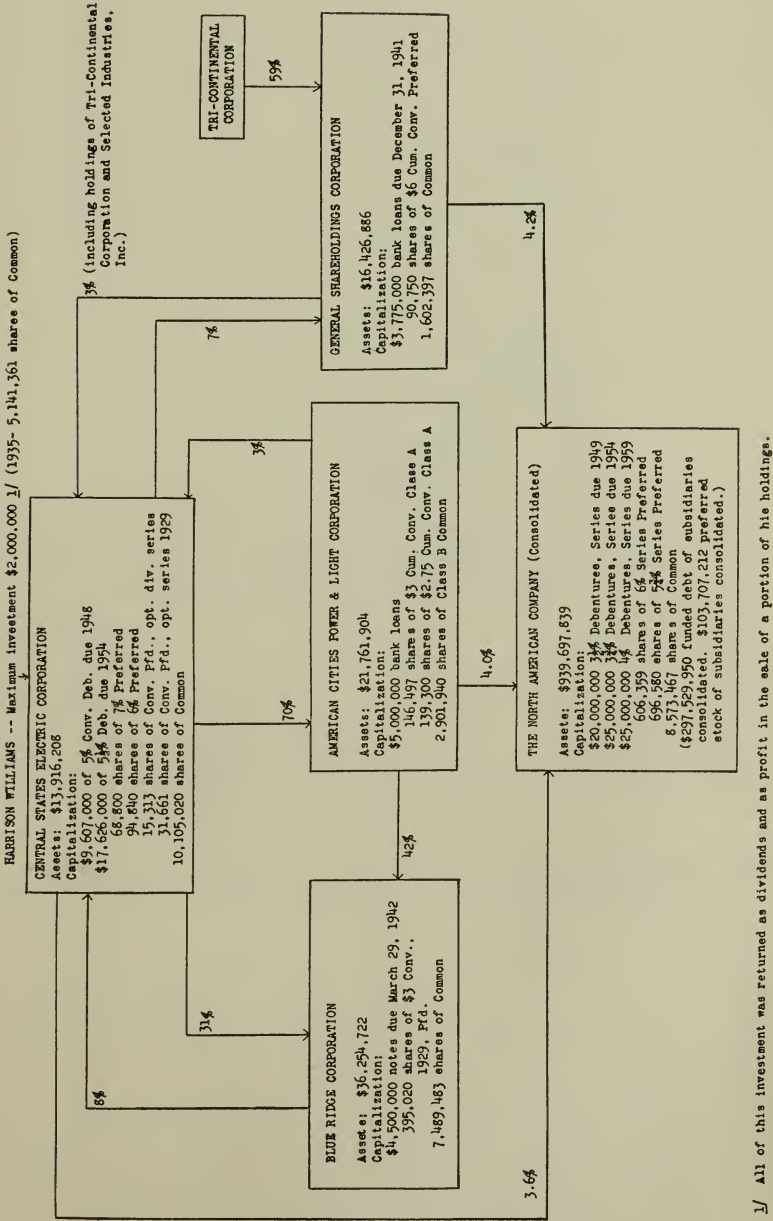 HARRISON WILLIAMS -- Maximum investment $2,000,000 1/ (1935- 5,141,361 shares of Common)
CENTRAL STATES ELECTRIC CORPORATION
Assets: $13,916,208
Capitalization:
$9,607,000 of 5% Conv. Deb. due 1948
$17,626,000 of 5½% Deb. due 1954
68,800 shares of 7% Preferred
94,840 shares of 6% Preferred
15,313 shares of Conv. Pfd., opt. div. series
31,661 shares of Conv. Pfd., opt. series 1929
10,105,020 shares of Common
3% (including holdings of Tri-Continental
Corporation and Selected Industries,
Inc.)
TRI-CONTINENTAL
CORPORATION
59%
8%
31%
70%
3%
7%
BLUE RIDGE CORPORATION
Assets: $36,254,722
Capitalization:
$4,500,000 notes due March 29, 1942
395,020 shares of $3 Conv.,
1929, Pfd.
7,489,483 shares of Common
42%
AMERICAN CITIES POWER & LIGHT CORPORATION
Assets: $21,761,904
Capitalization:
$5,000,000 bank loans
146,497 shares of $3 Cum. Conv. Class A
139,300 shares of $2.75 Cum. Conv. Class A
2,901,940 shares of Class B Common
GENERAL SHAREHOLDINGS CORPORATION
Assets: $16,426,886
Capitalization:
$3,775,000 bank loans due December 31, 1941
90,750 shares of $6 Cum. Conv. Preferred
1,602,397 shares of Common
3.6%
4.0%
4.2%
THE NORTH AMERICAN COMPANY (Consolidated)
Assets: $939,697,839
Capitalization:
$20,000,000 Debentures, Series due 1949
$25,000,000 Debentures, Series due 1954
$25,000,000 4% Debentures, Series due 1959
606,359 shares of 6% Series Preferred
696,580 shares of Series Preferred
8,573,467 shares of Common
($297,529,950 funded debt of subsidiaries
consolidated. $103,707,212 preferred
stock of subsidiaries consolidated.)
1/ All of this investment was returned as dividends and as profit in the sale of a portion of his holdings.